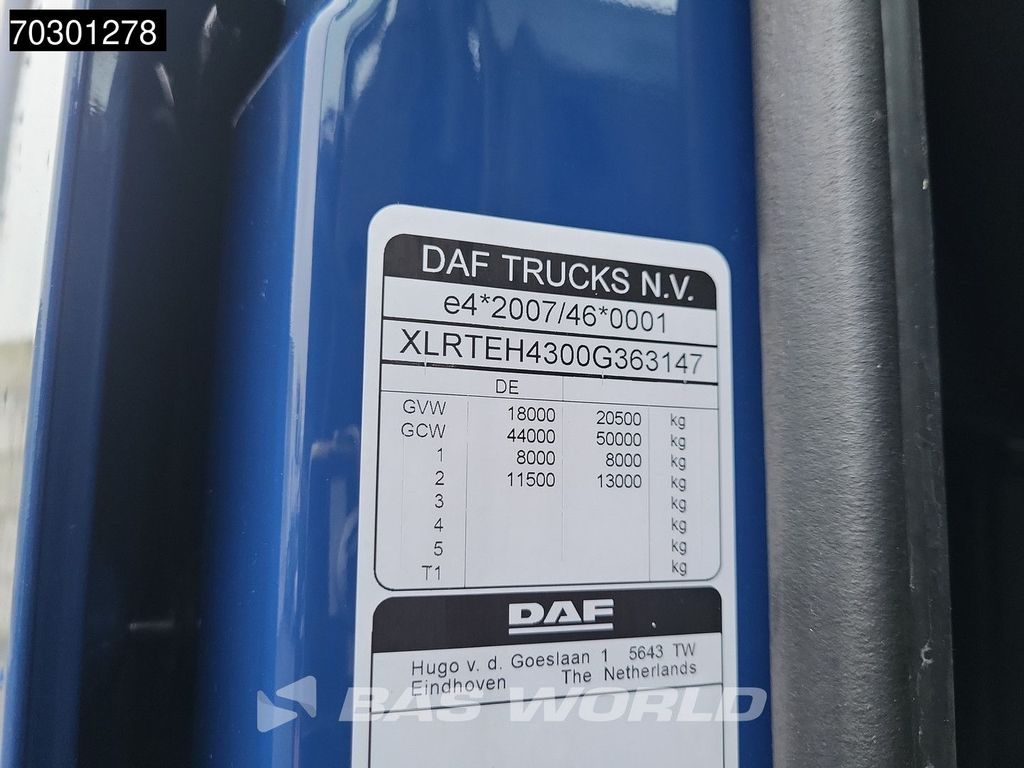 70301278
DAF TRUCKS N.V.
e4*2007/46*0001
XLRTEH4300G363147
DE
GVW 18000 20500 kg
GCW 44000 50000 kg
1 8000 8000 kg
2 11500 13000 kg
3 kg
4 kg
5 kg
T1 kg
DAF
Hugo v. d. Goeslaan 1 5643 TW
Eindhoven The Netherlands
BAS WORLD